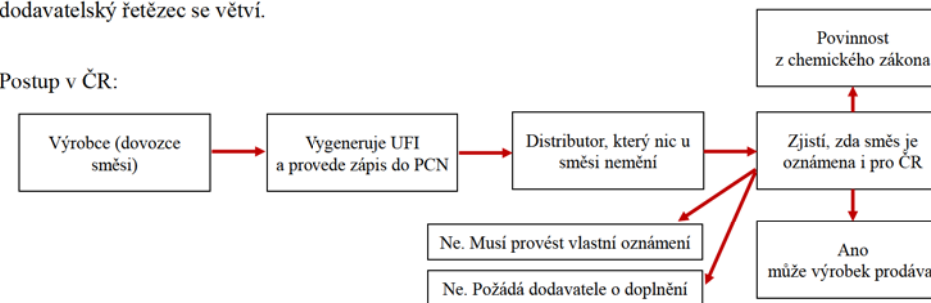 dodavatelský řetězec se větví.
Postup v ČR:
Povinnost
z chemického zákona
Výrobce (dovozce
směsi)
Vygeneruje UFI
a provede zápis do PCN
Distributor, který nic u
směsi nemění
Zjistí, zda směs je
oznámena i pro ČR
Ne. Musí provést vlastní oznámení
Ne. Požádá dodavatele o doplnění
Ano
může výrobek prodáva